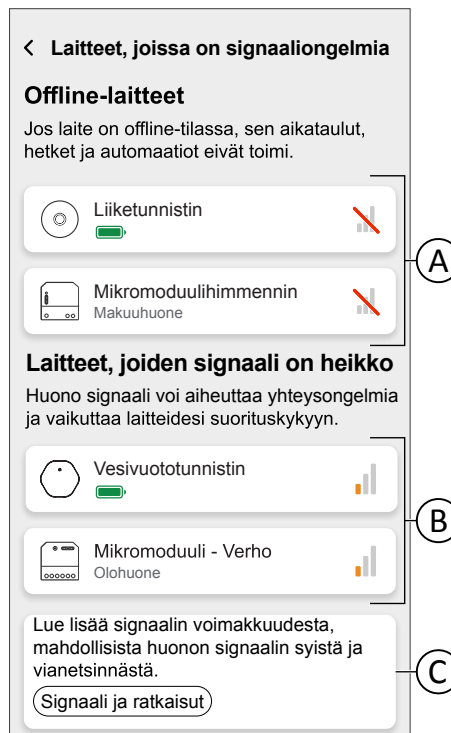 Laitteet, joissa on signaaliongelmia
Offline-laitteet
Jos laite on offline-tilassa, sen aikataulut,
hetket ja automaatiot eivät toimi.
Liiketunnistin
A
Mikromoduulihimmennin
Makuuhuone
Laitteet, joiden signaali on heikko
Huono signaali voi aiheuttaa yhteysongelmia
ja vaikuttaa laitteidesi suorituskykyyn.
Vesivuototunnistin
B
Mikromoduuli - Verho
Olohuone
Lue lisää signaalin voimakkuudesta,
mahdollisista huonon signaalin syistä ja
vianetsinnästä.
C
Signaali ja ratkaisut